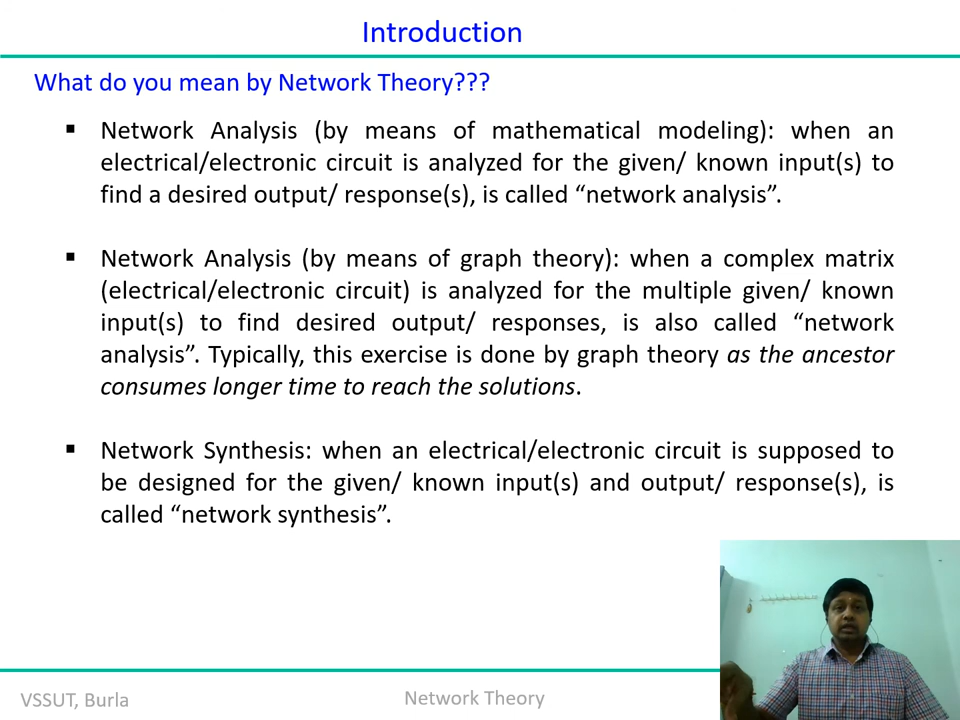 Introduction
What do you mean by Network Theory???
▪ Network Analysis (by means of mathematical modeling): when an
electrical/electronic circuit is analyzed for the given/ known input(s) to
find a desired output/ response(s), is called “network analysis”.
▪ Network Analysis (by means of graph theory): when a complex matrix
(electrical/electronic circuit) is analyzed for the multiple given/ known
input(s) to find desired output/ responses, is also called “network
analysis”. Typically, this exercise is done by graph theory as the ancestor
consumes longer time to reach the solutions.
▪ Network Synthesis: when an electrical/electronic circuit is supposed to
be designed for the given/ known input(s) and output/ response(s), is
called “network synthesis”.
VSSUT, Burla
Network Theory